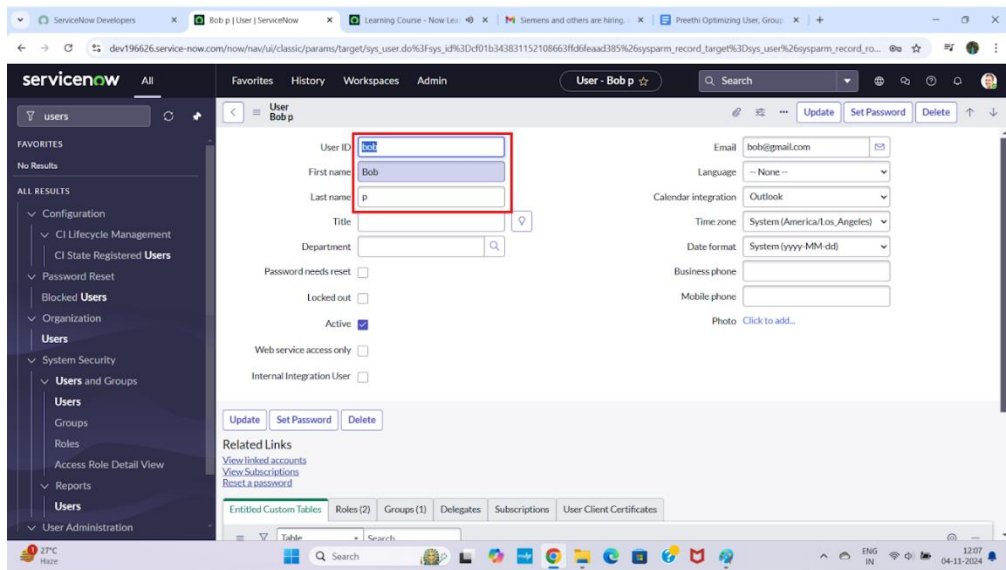 ServiceNow Developers
Bob p | User | ServiceNow
Learning Course - Now Lea
Siemens and others are hiring.
Preethi Optimizing User, Group
dev196626.service-now.com/now/nav/ui/classic/params/target/sys_user.do%3Fsys_id%3Dcf01b343831152108663ffd6feaad385%26sysparm_record_target%3Dsys_user%26sysparm_record_ro...
servicenow All Favorites History Workspaces Admin User - Bob p Search
users
User
Bob p
Update Set Password Delete
FAVORITES
No Results
ALL RESULTS
Configuration
CI Lifecycle Management
CI State Registered Users
Password Reset
Blocked Users
Organization
Users
System Security
Users and Groups
Users
Groups
Roles
Access Role Detail View
Reports
Users
User Administration
User ID bob
First name Bob
Last name p
Title
Department
Password needs reset
Locked out
Active
Web service access only
Internal Integration User
Email bob@gmail.com
Language -- None --
Calendar integration Outlook
Time zone System (America/Los_Angeles)
Date format System (yyyy-MM-dd)
Business phone
Mobile phone
Photo Click to add...
Update Set Password Delete
Related Links
View linked accounts
View Subscriptions
Reset a password
Entitled Custom Tables Roles (2) Groups (1) Delegates Subscriptions User Client Certificates
Table Search
1
27°C
Haze
Search
ENG
IN
12:07
04-11-2024